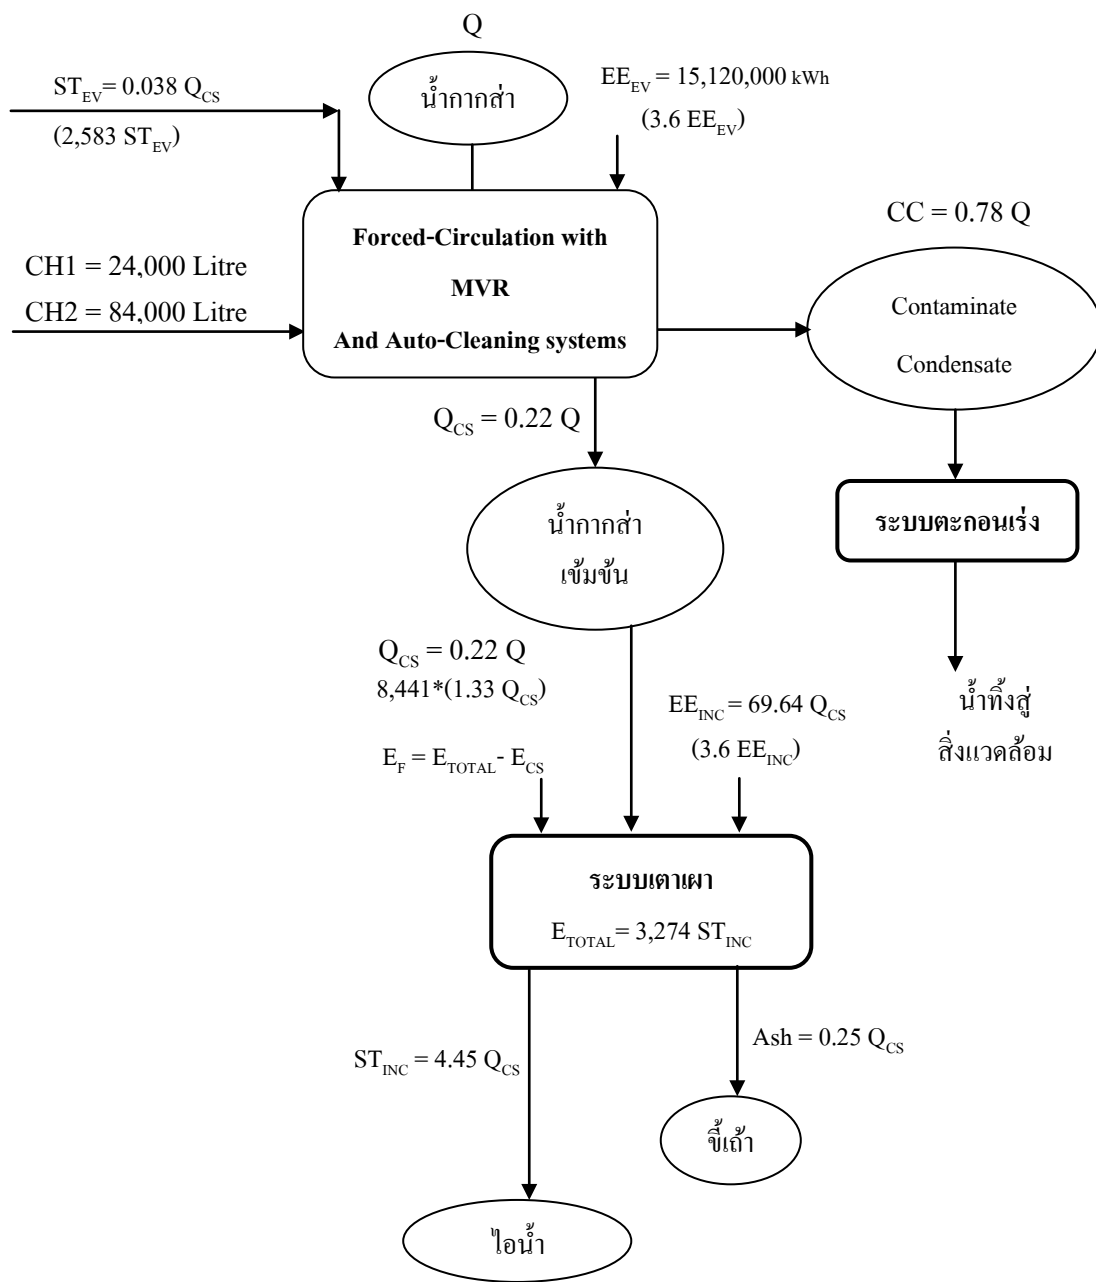 Q
ST_EV = 0.038 Q_CS
(2,583 ST_EV)
น้ำกากส่า
EE_EV = 15,120,000 kWh
(3.6 EE_EV)
CH1 = 24,000 Litre
CH2 = 84,000 Litre
Forced-Circulation with
MVR
And Auto-Cleaning systems
CC = 0.78 Q
Contaminate
Condensate
Q_CS = 0.22 Q
น้ำกากส่า
เข้มข้น
ระบบตะกอนเร่ง
น้ำทิ้งสู่
สิ่งแวดล้อม
Q_CS = 0.22 Q
8,441*(1.33 Q_CS)
E_F = E_TOTAL - E_CS
EE_INC = 69.64 Q_CS
(3.6 EE_INC)
ระบบเตาเผา
E_TOTAL = 3,274 ST_INC
ST_INC = 4.45 Q_CS
Ash = 0.25 Q_CS
ขี้เถ้า
ไอน้ำ